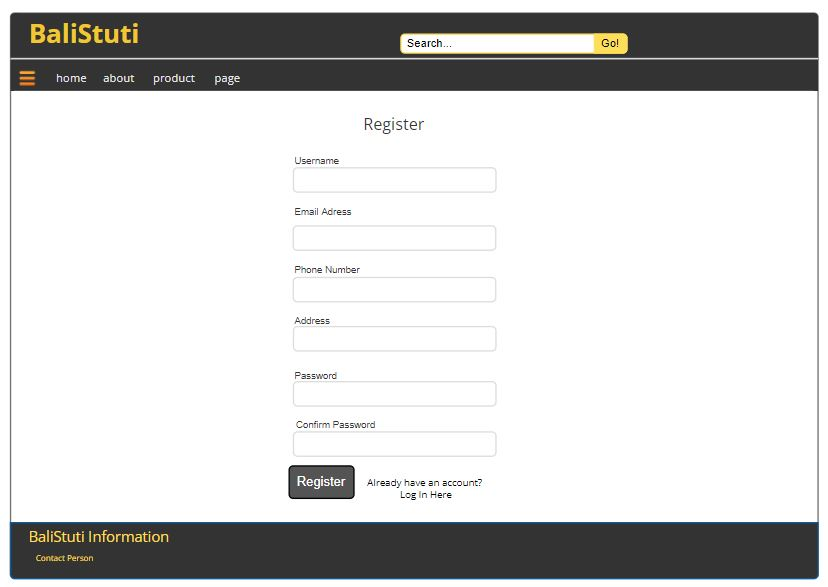 BaliStuti
Search... Go!
home about product page
Register
Username
Email Adress
Phone Number
Address
Password
Confirm Password
Register
Already have an account?
Log In Here
BaliStuti Information
Contact Person